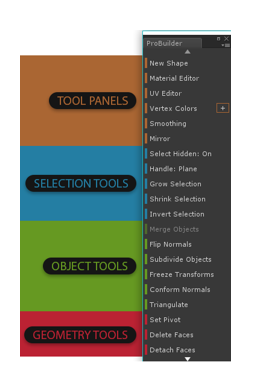 ProBuilder
New Shape
Material Editor
UV Editor
TOOL PANELS
Vertex Colors +
Smoothing
Mirror
Select Hidden: On
Handle: Plane
SELECTION TOOLS
Grow Selection
Shrink Selection
Invert Selection
Merge Objects
Flip Normals
Subdivide Objects
OBJECT TOOLS
Freeze Transforms
Conform Normals
Triangulate
Set Pivot
GEOMETRY TOOLS
Delete Faces
Detach Faces